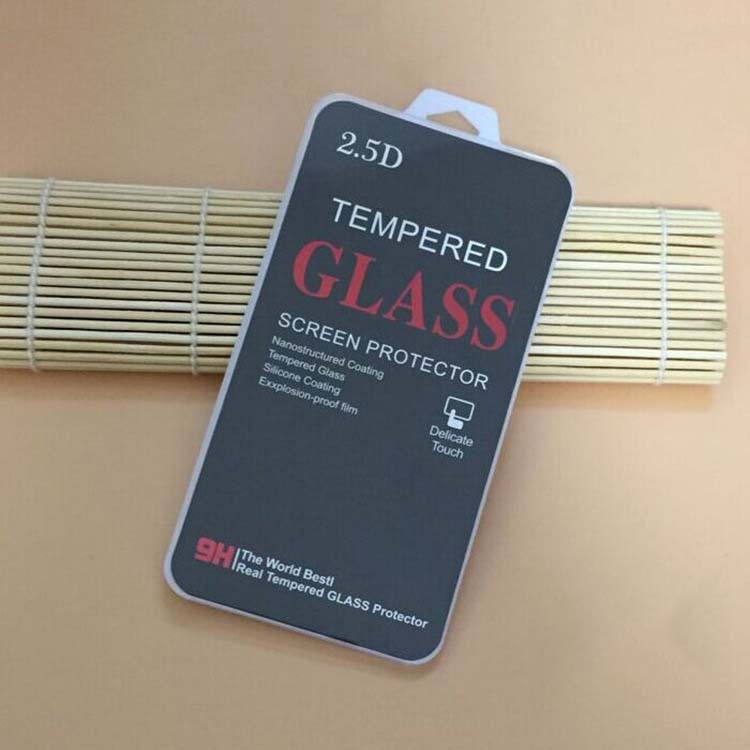 2.5D
TEMPERED
GLASS
SCREEN PROTECTOR
Nanostructured Coating
Tempered Glass
Silicone Coating
Exxplosion-proof film
Delicate
Touch
9H
The World Bestl
Real Tempered GLASS Protector